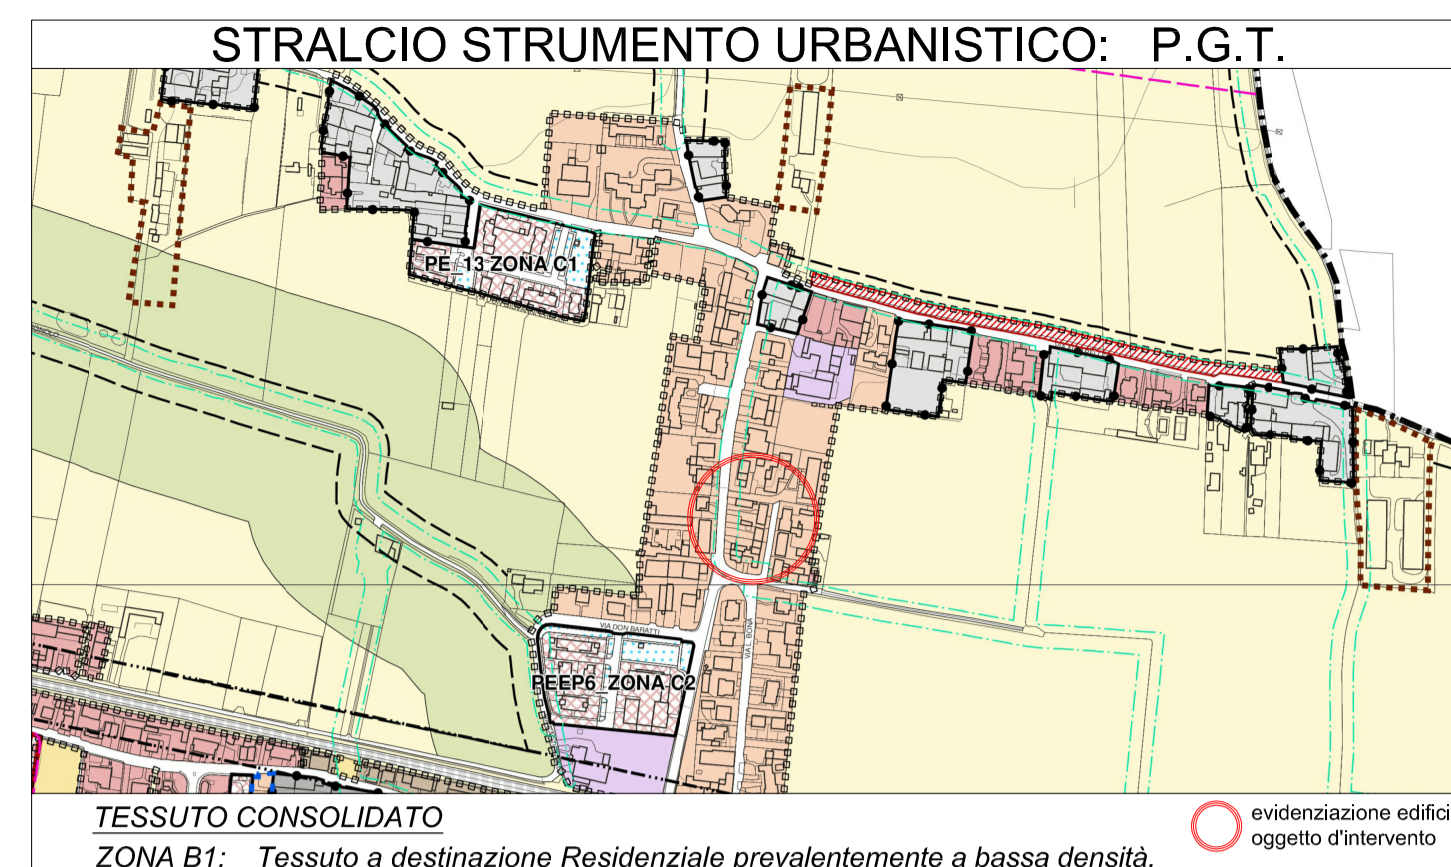 STRALCIO STRUMENTO URBANISTICO: P.G.T.
PE_13 ZONA C1
VIA DON BARATTI
VIA L. BONA
PEEP6_ZONA C2
TESSUTO CONSOLIDATO
evidenziazione edifici
oggetto d'intervento
ZONA B1: Tessuto a destinazione Residenziale prevalentemente a bassa densità.